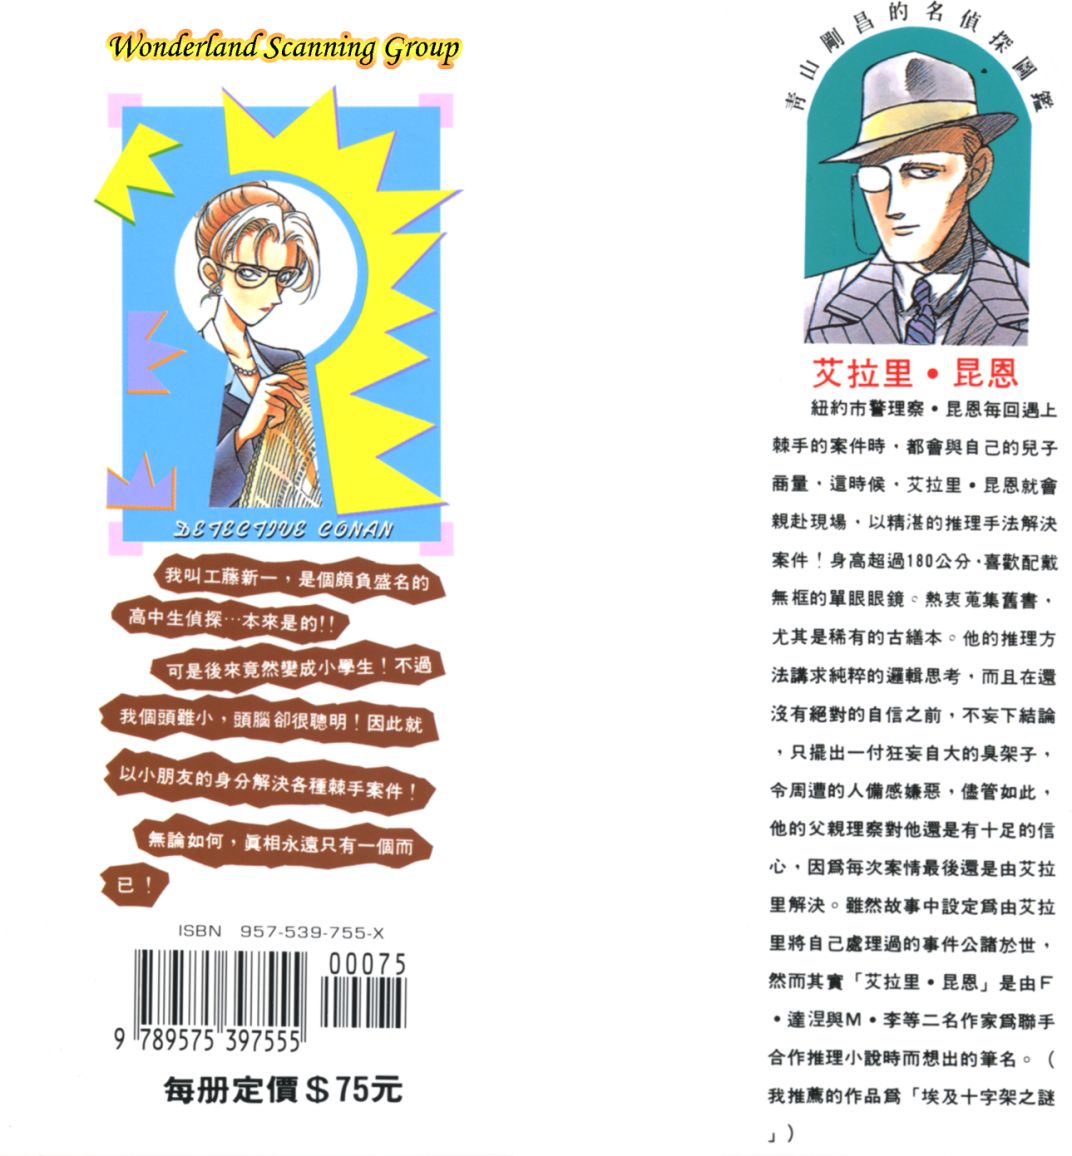 Wonderland Scanning Group
DETECTIVE CONAN
我叫工藤新一，是個頗負盛名的
高中生偵探…本來是的!!
可是後來竟然變成小學生！不過
我個頭雖小，頭腦卻很聰明！因此就
以小朋友的身分解決各種棘手案件！
無論如何，眞相永遠只有一個而
已！
ISBN 957-539-755-X
00075
9 789575 397555
每册定價＄75元
青山剛昌的名偵探圖鑑
艾拉里•昆恩
紐約市警理察•昆恩每回遇上
棘手的案件時，都會與自己的兒子
商量，這時候，艾拉里•昆恩就會
親赴現場，以精湛的推理手法解決
案件！身高超過180公分，喜歡配戴
無框的單眼眼鏡。熱衷蒐集舊書，
尤其是稀有的古繕本。他的推理方
法講求純粹的邏輯思考，而且在還
沒有絕對的自信之前，不妄下結論
，只擺出一付狂妄自大的臭架子，
令周遭的人備感嫌惡，儘管如此，
他的父親理察對他還是有十足的信
心，因爲每次案情最後還是由艾拉
里解決。雖然故事中設定爲由艾拉
里將自己處理過的事件公諸於世，
然而其實「艾拉里•昆恩」是由F
•達涅與M•李等二名作家爲聯手
合作推理小說時而想出的筆名。（
我推薦的作品爲「埃及十字架之謎
」）